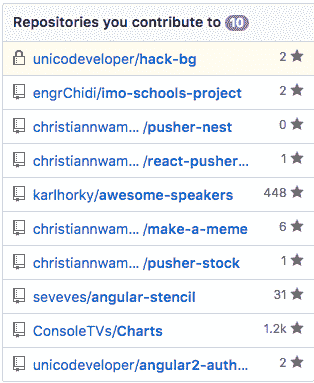 Repositories you contribute to 10
unicodeveloper/hack-bg 2
engrChidi/imo-schools-project 2
christiannwam... /pusher-nest 0
christiannwam... /react-pusher... 1
karlhorky/awesome-speakers 448
christiannwam... /make-a-meme 6
christiannwam... /pusher-stock 1
seveves/angular-stencil 31
ConsoleTVs/Charts 1.2k
unicodeveloper/angular2-auth... 2